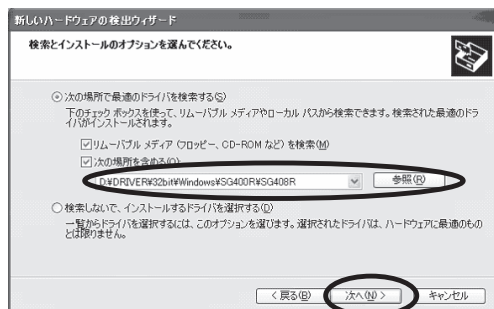 新しいハードウェアの検出ウィザード
検索とインストールのオプションを選んでください。
次の場所で最適のドライバを検索する(S)
下のチェック ボックスを使って、リムーバブル メディアやローカル パスから検索できます。検索された最適のドラ
イバがインストールされます。
リムーバブル メディア (フロッピー、CD-ROM など) を検索(M)
次の場所を含める(O)
D:¥DRIVER¥32bit¥Windows¥SG400R¥SG408R
参照(R)
検索しないで、インストールするドライバを選択する(D)
一覧からドライバを選択するには、このオプションを選びます。選択されたドライバは、ハードウェアに最適のもの
とは限りません。
< 戻る(B)
次へ(N) >
キャンセル